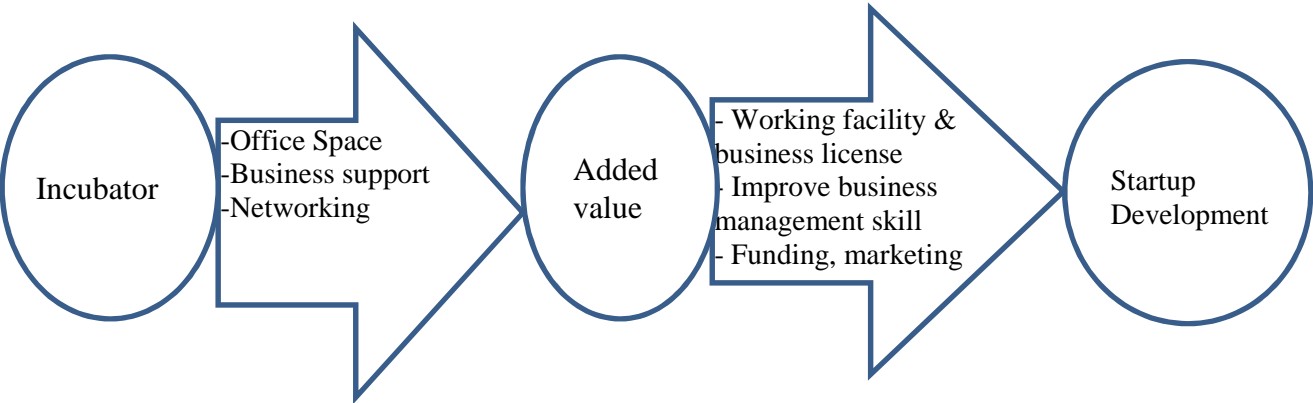 Incubator
-Office Space
-Business support
-Networking
Added
value
- Working facility &
business license
- Improve business
management skill
- Funding, marketing
Startup
Development